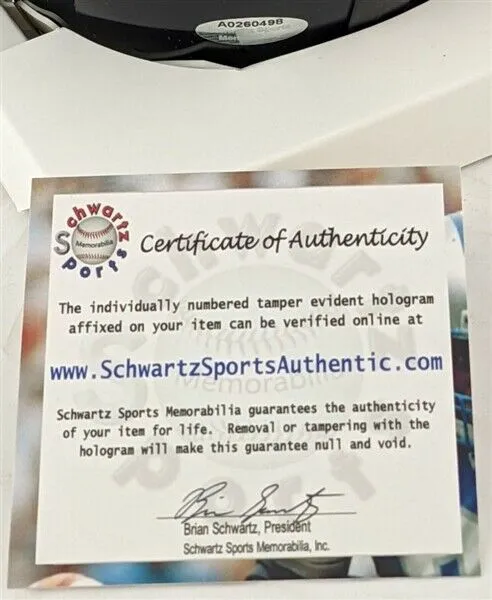 A0260498
Schwartz
Sports
Memorabilia
Certificate of Authenticity
The individually numbered tamper evident hologram
affixed on your item can be verified online at
www.SchwartzSportsAuthentic.com
Schwartz Sports Memorabilia guarantees the authenticity
of your item for life. Removal or tampering with the
hologram will make this guarantee null and void.
Brian Schwartz, President
Schwartz Sports Memorabilia, Inc.